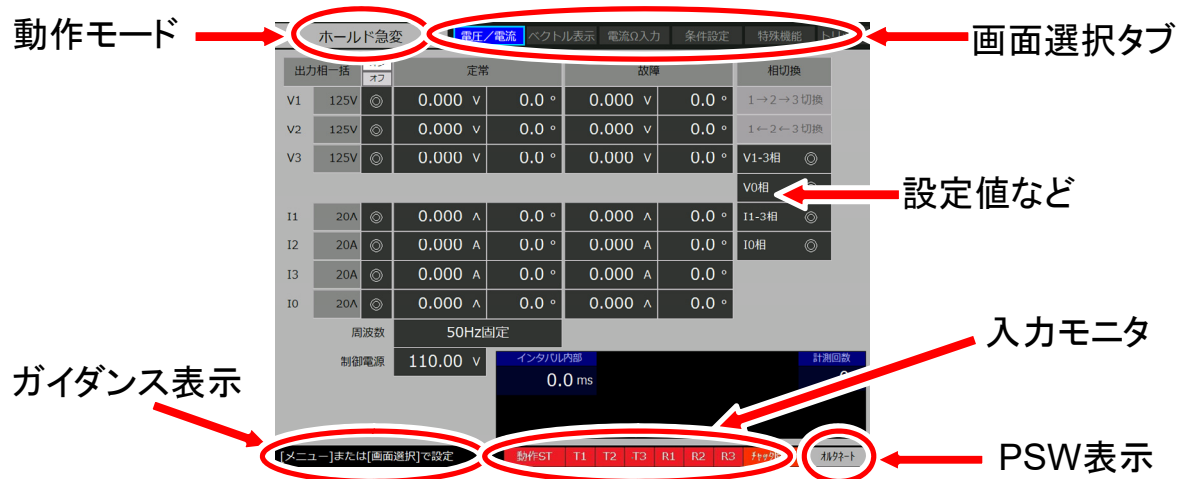 動作モード
ホールド急変
電圧／電流 ベクトル表示 電流Ω入力 条件設定 特殊機能
画面選択タブ
出力相一括 オフ 定常 故障 相切換
V1 125V ◎ 0.000 V 0.0 ° 0.000 V 0.0 ° 1→2→3切換
V2 125V ◎ 0.000 V 0.0 ° 0.000 V 0.0 ° 1←2←3切換
V3 125V ◎ 0.000 V 0.0 ° 0.000 V 0.0 ° V1-3相 ◎
V0相
設定値など
I1 20A ◎ 0.000 A 0.0 ° 0.000 A 0.0 ° I1-3相 ◎
I2 20A ◎ 0.000 A 0.0 ° 0.000 A 0.0 ° I0相 ◎
I3 20A ◎ 0.000 A 0.0 ° 0.000 A 0.0 °
I0 20A ◎ 0.000 A 0.0 ° 0.000 A 0.0 °
周波数 50Hz固定
入力モニタ
制御電源 110.00 V
インタバル内部 計測回数
0.0 ms
ガイダンス表示
[メニュー]または[画面選択]で設定
動作ST T1 T2 T3 R1 R2 R3
オルタネート
PSW表示